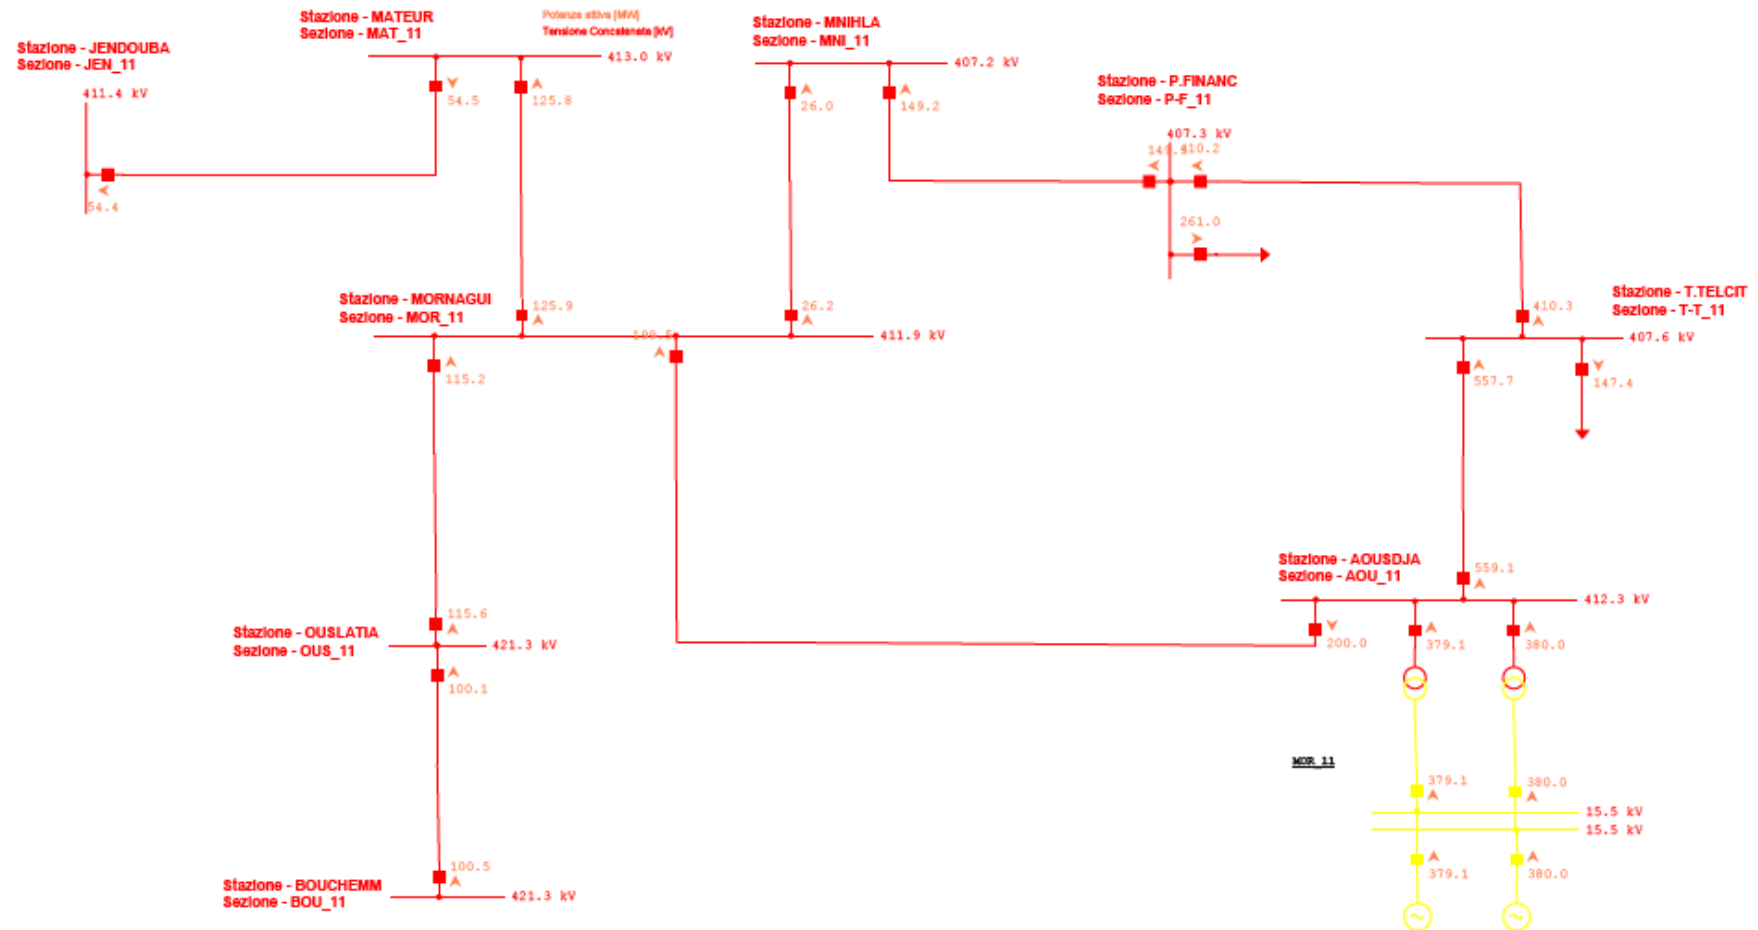 Stazione - JENDOUBA
Sezione - JEN_11
411.4 kV
54.4
Stazione - MATEUR
Sezione - MAT_11
Potenza attiva [MW]
Tensione Concatenata [kV]
413.0 kV
54.5
125.8
Stazione - MNIHLA
Sezione - MNI_11
407.2 kV
26.0
149.2
Stazione - P.FINANC
Sezione - P-F_11
407.3 kV
410.2
261.0
Stazione - MORNAGUI
Sezione - MOR_11
125.9
26.2
411.9 kV
115.2
410.3
Stazione - T.TELCIT
Sezione - T-T_11
407.6 kV
557.7
147.4
Stazione - AOUSDJA
Sezione - AOU_11
559.1
412.3 kV
200.0
379.1
380.0
115.6
Stazione - OUSLATIA
Sezione - OUS_11
421.3 kV
100.1
MOR_11
379.1
380.0
15.5 kV
15.5 kV
379.1
380.0
100.5
Stazione - BOUCHEMM
Sezione - BOU_11
421.3 kV